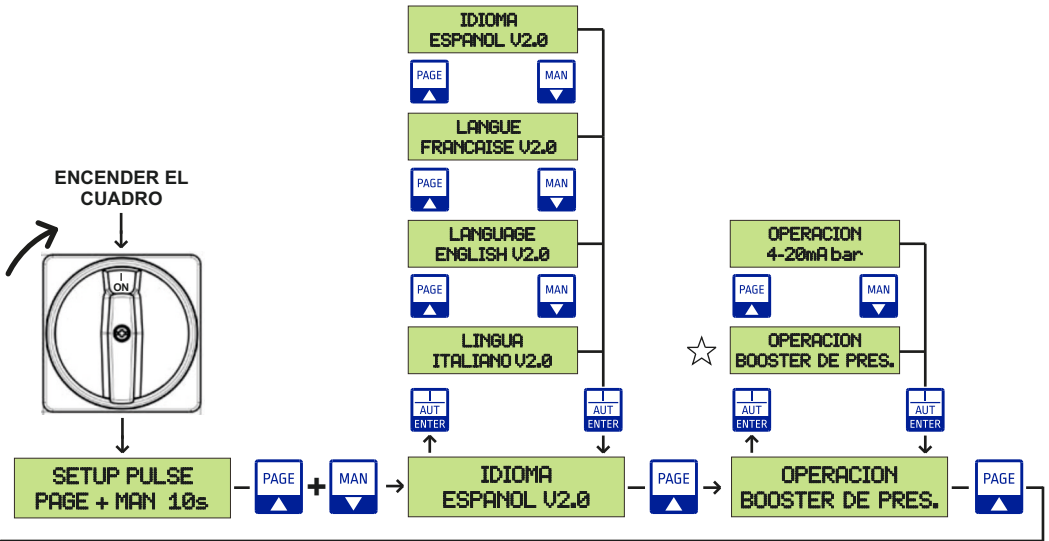 IDIOMA
ESPANOL V2.0
PAGE
MAN
LANGUE
FRANCAISE V2.0
PAGE
MAN
LANGUAGE
ENGLISH V2.0
PAGE
MAN
LINGUA
ITALIANO V2.0
AUT
ENTER
AUT
ENTER
ENCENDER EL
CUADRO
I
ON
OPERACION
4-20mA bar
PAGE
MAN
OPERACION
BOOSTER DE PRES.
AUT
ENTER
AUT
ENTER
SETUP PULSE
PAGE + MAN 10s
PAGE
+
MAN
IDIOMA
ESPANOL V2.0
PAGE
OPERACION
BOOSTER DE PRES.
PAGE